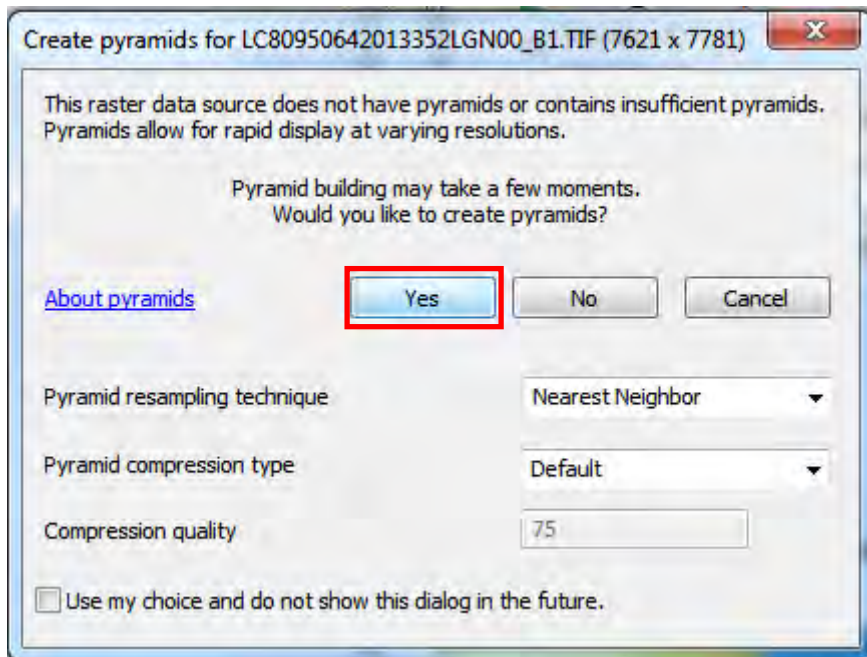 Create pyramids for LC80950642013352LGN00_B1.TIF (7621 x 7781)
This raster data source does not have pyramids or contains insufficient pyramids.
Pyramids allow for rapid display at varying resolutions.
Pyramid building may take a few moments.
Would you like to create pyramids?
About pyramids Yes No Cancel
Pyramid resampling technique Nearest Neighbor
Pyramid compression type Default
Compression quality 75
Use my choice and do not show this dialog in the future.